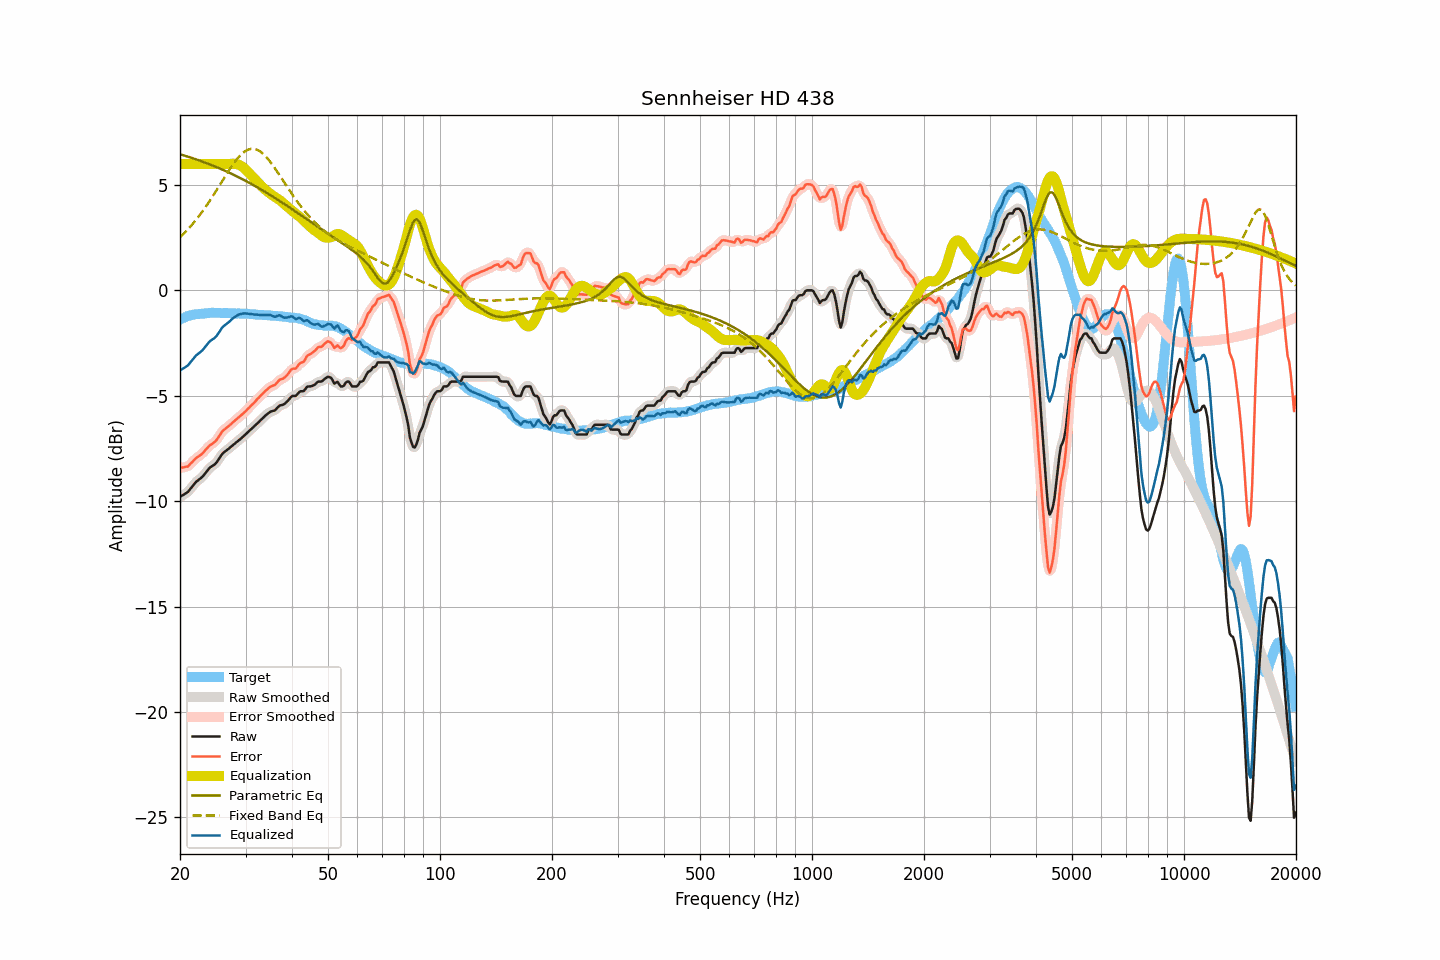 Sennheiser HD 438
Amplitude (dBr)
5
0
−5
−10
−15
−20
−25
Target
Raw Smoothed
Error Smoothed
Raw
Error
Equalization
Parametric Eq
Fixed Band Eq
Equalized
20 50 100 200 500 1000 2000 5000 10000 20000
Frequency (Hz)